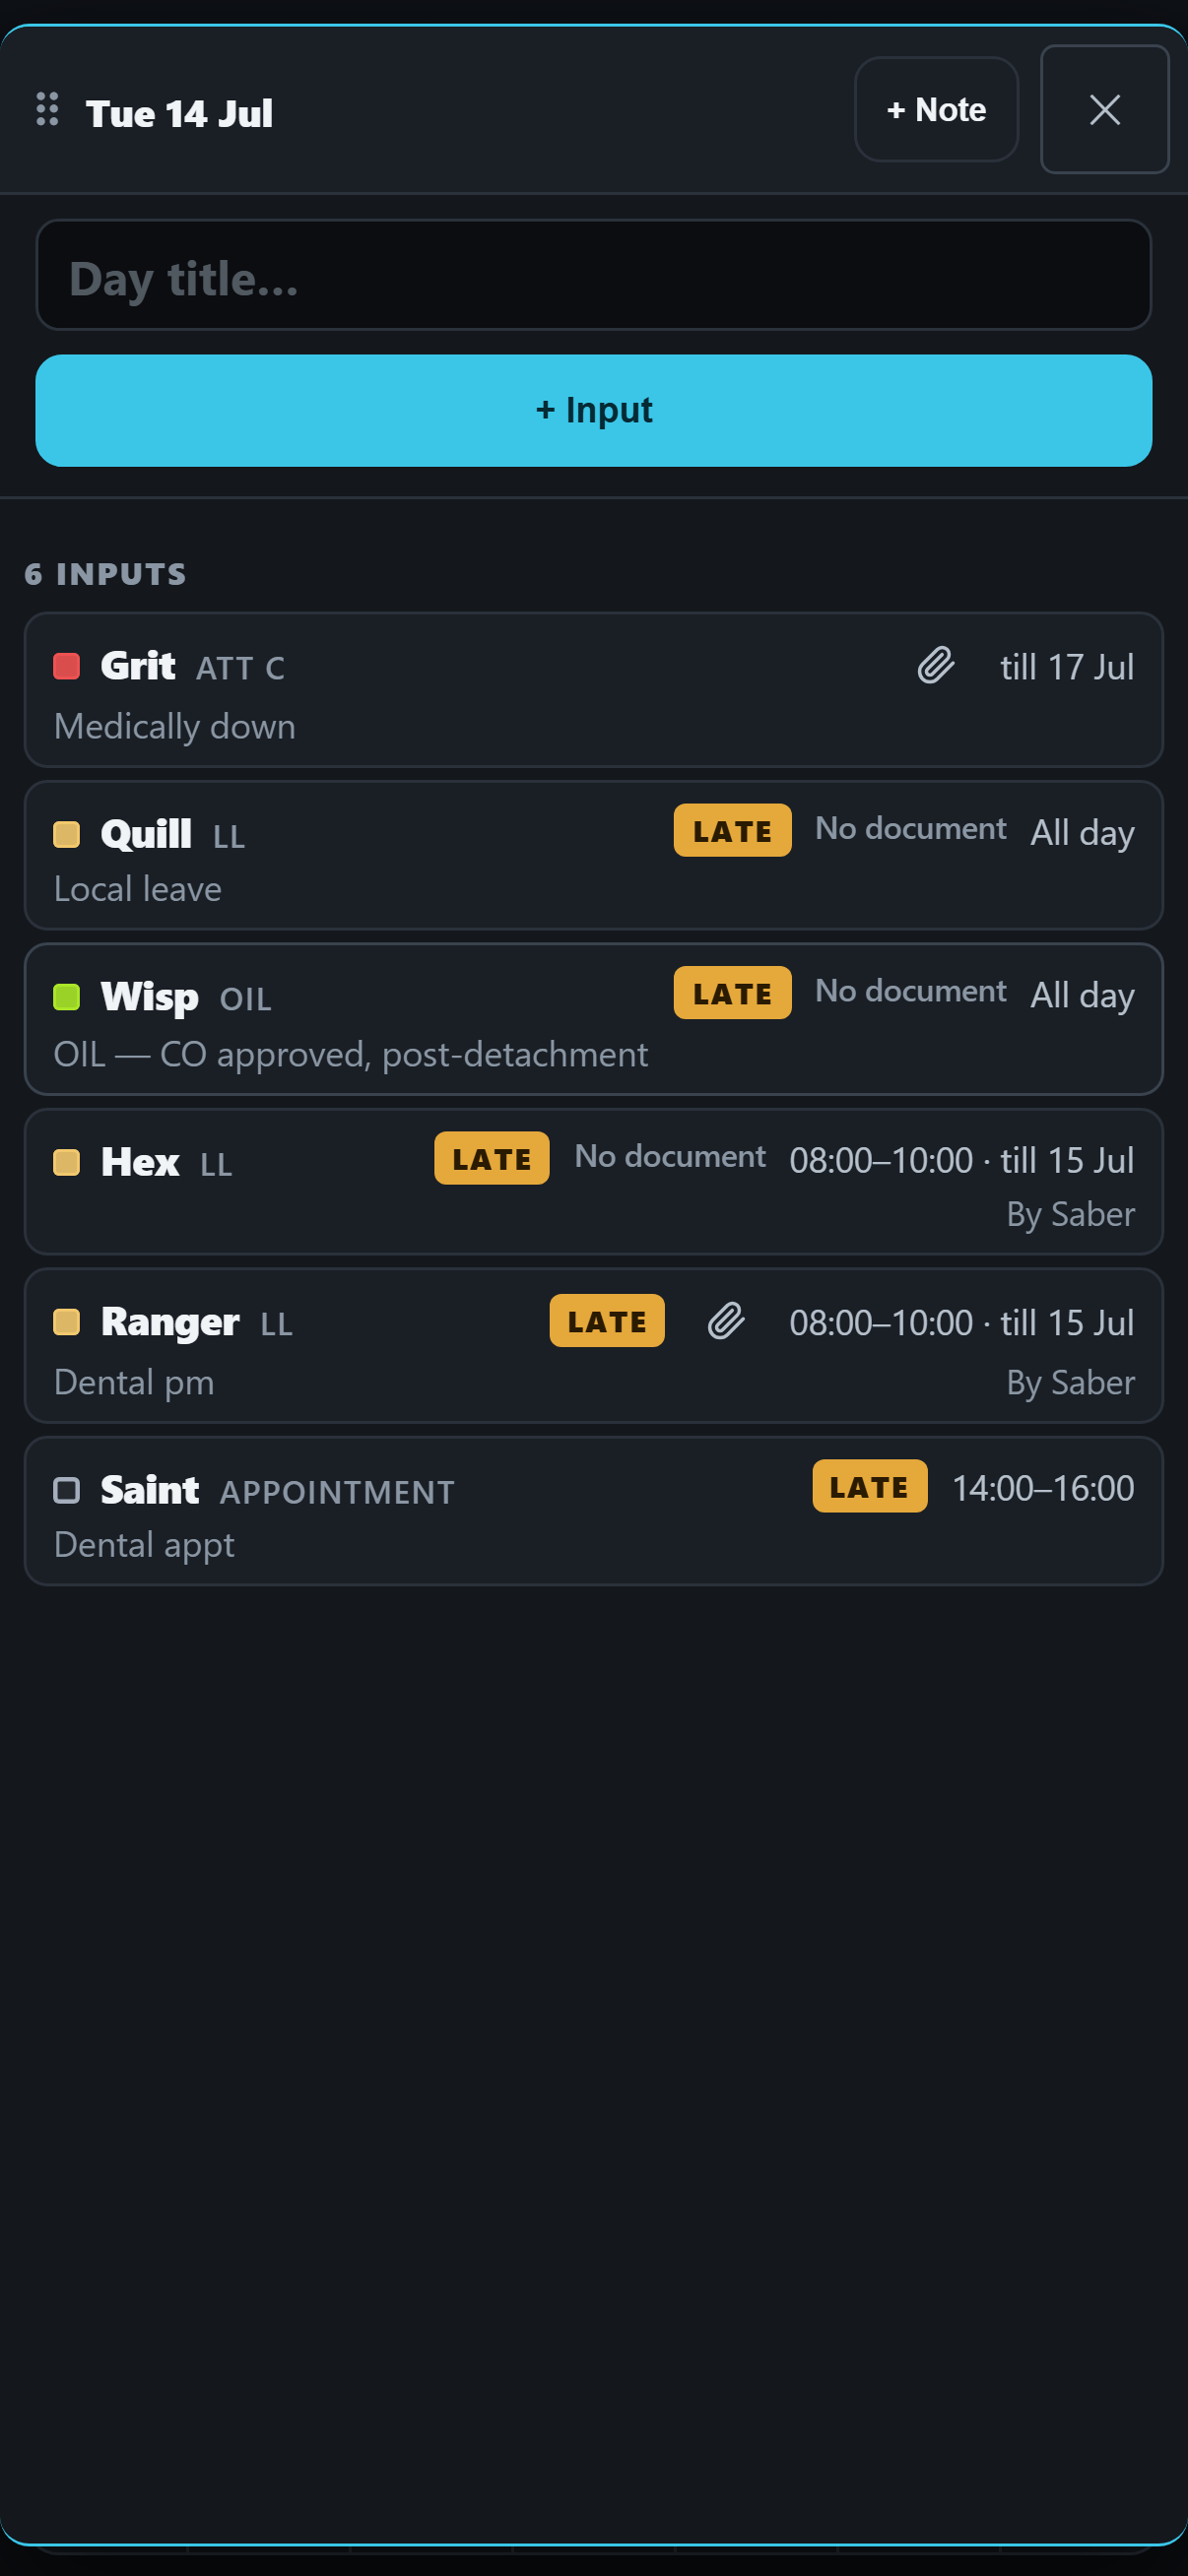 Tue 14 Jul
+ Note
Day title...
+ Input
6 INPUTS
Grit ATT C till 17 Jul
Medically down
Quill LL LATE No document All day
Local leave
Wisp OIL LATE No document All day
OIL — CO approved, post-detachment
Hex LL LATE No document 08:00–10:00 · till 15 Jul
By Saber
Ranger LL LATE 08:00–10:00 · till 15 Jul
Dental pm By Saber
Saint APPOINTMENT LATE 14:00–16:00
Dental appt